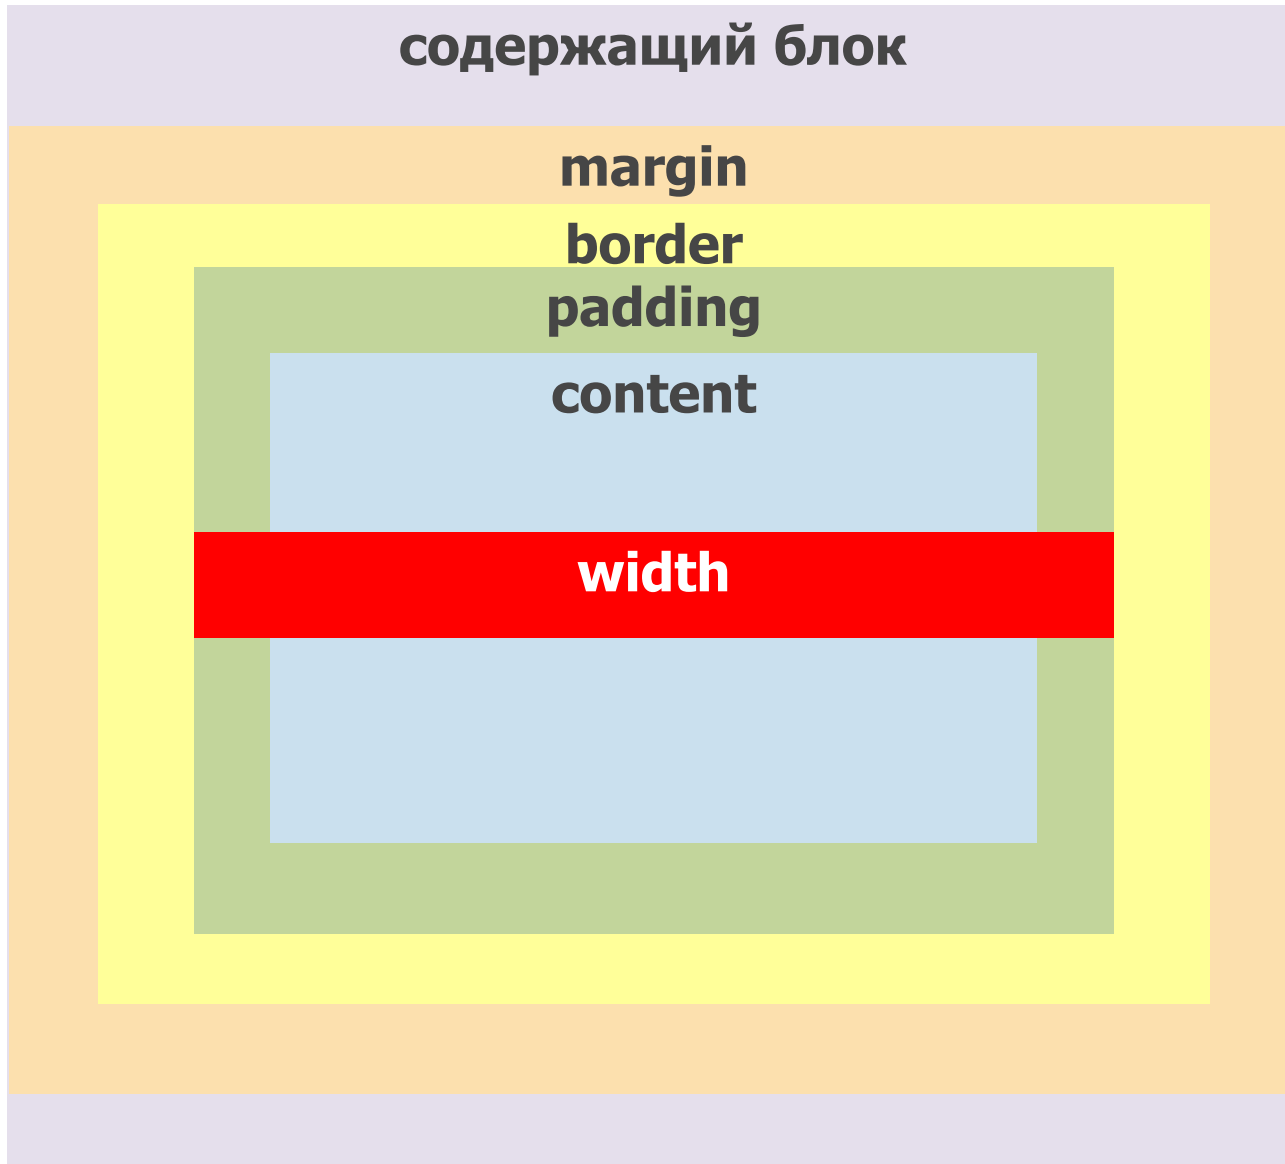 содержащий блок
margin
border
padding
content
width